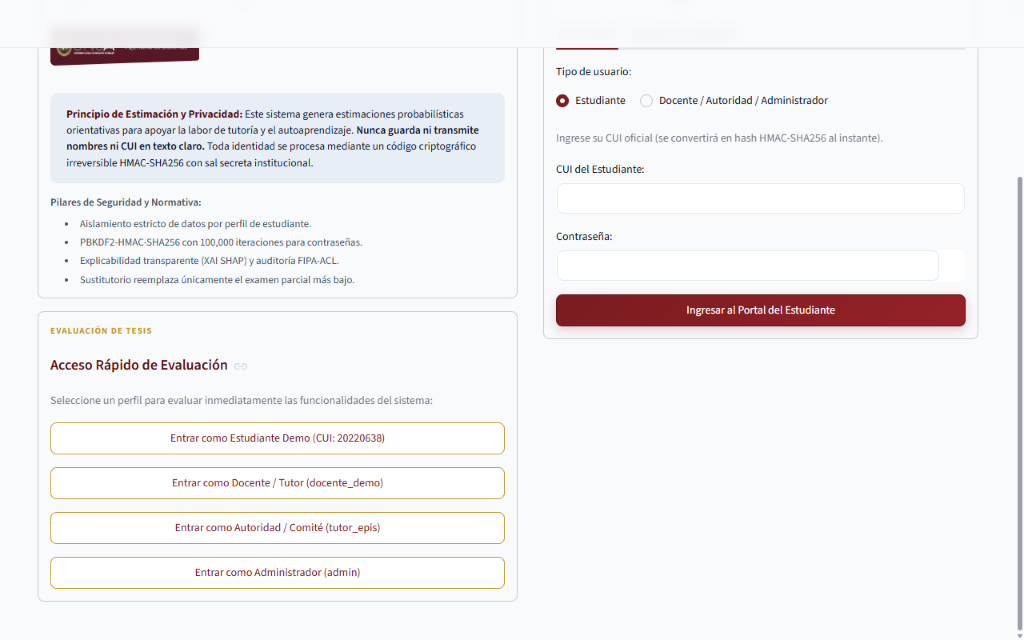 Principio de Estimación y Privacidad: Este sistema genera estimaciones probabilísticas
orientativas para apoyar la labor de tutoría y el autoaprendizaje. Nunca guarda ni transmite
nombres ni CUI en texto claro. Toda identidad se procesa mediante un código criptográfico
irreversible HMAC-SHA256 con sal secreta institucional.
Pilares de Seguridad y Normativa:
Aislamiento estricto de datos por perfil de estudiante.
PBKDF2-HMAC-SHA256 con 100,000 iteraciones para contraseñas.
Explicabilidad transparente (XAI SHAP) y auditoría FIPA-ACL.
Sustitutorio reemplaza únicamente el examen parcial más bajo.
EVALUACIÓN DE TESIS
Acceso Rápido de Evaluación
Seleccione un perfil para evaluar inmediatamente las funcionalidades del sistema:
Entrar como Estudiante Demo (CUI: 20220638)
Entrar como Docente / Tutor (docente_demo)
Entrar como Autoridad / Comité (tutor_epis)
Entrar como Administrador (admin)
Tipo de usuario:
Estudiante
Docente / Autoridad / Administrador
Ingrese su CUI oficial (se convertirá en hash HMAC-SHA256 al instante).
CUI del Estudiante:
Contraseña:
Ingresar al Portal del Estudiante